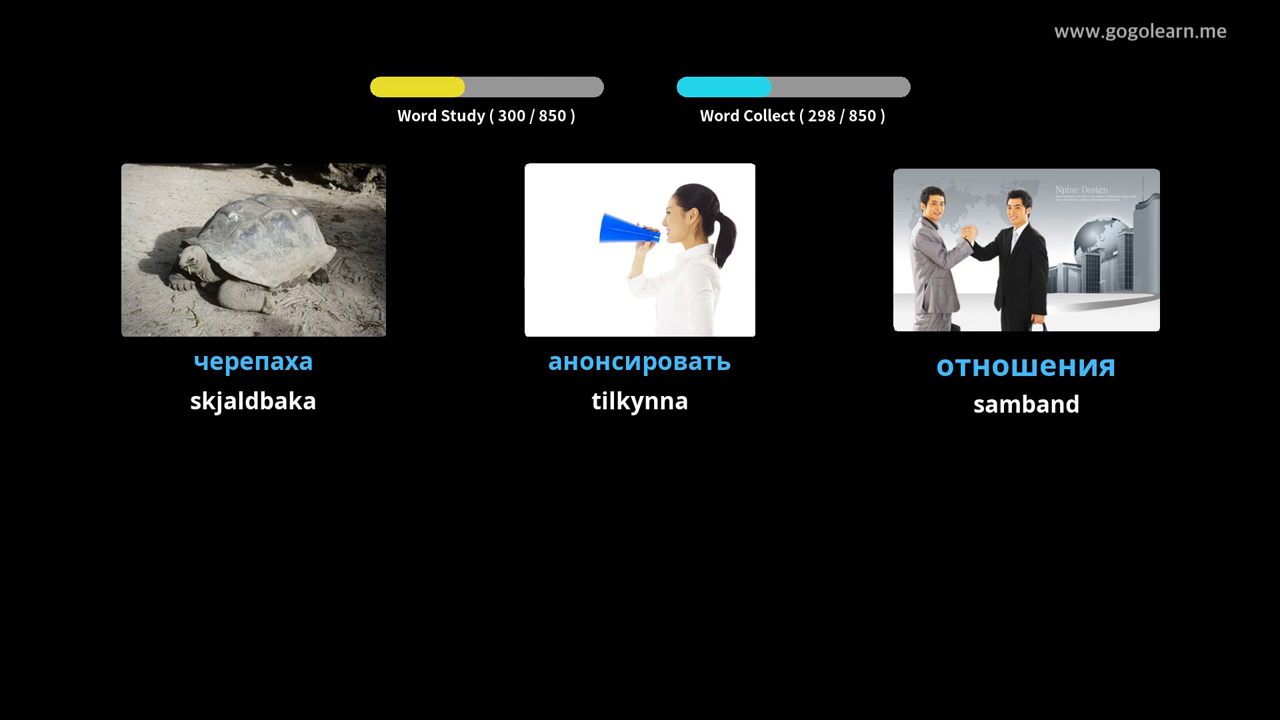 www.gogolearn.me
Word Study ( 300 / 850 )
Word Collect ( 298 / 850 )
Npine Design
черепаха
анонсировать
отношения
skjaldbaka
tilkynna
samband